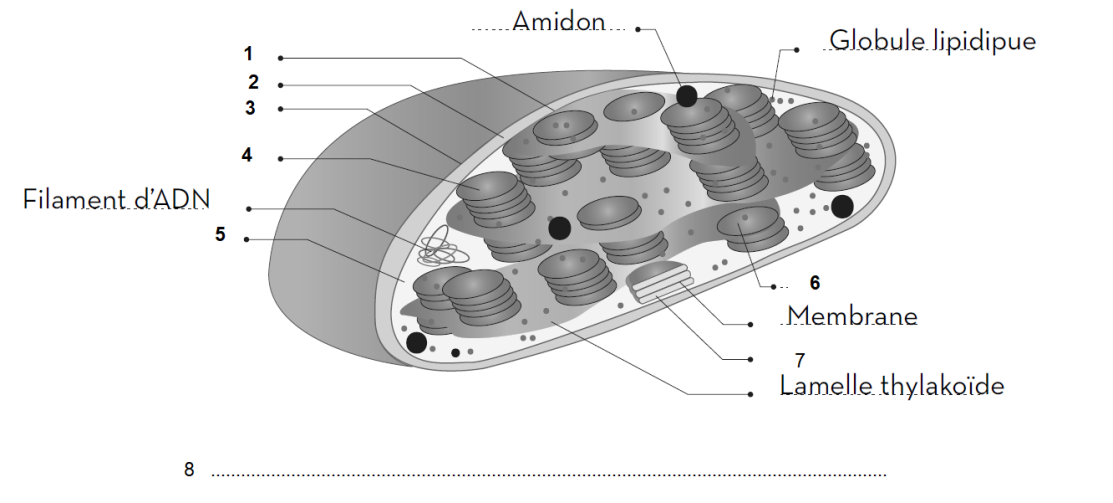 Amidon
Globule lipidipue
1
2
3
4
Filament d'ADN
5
6
Membrane
7
Lamelle thylakoïde
8